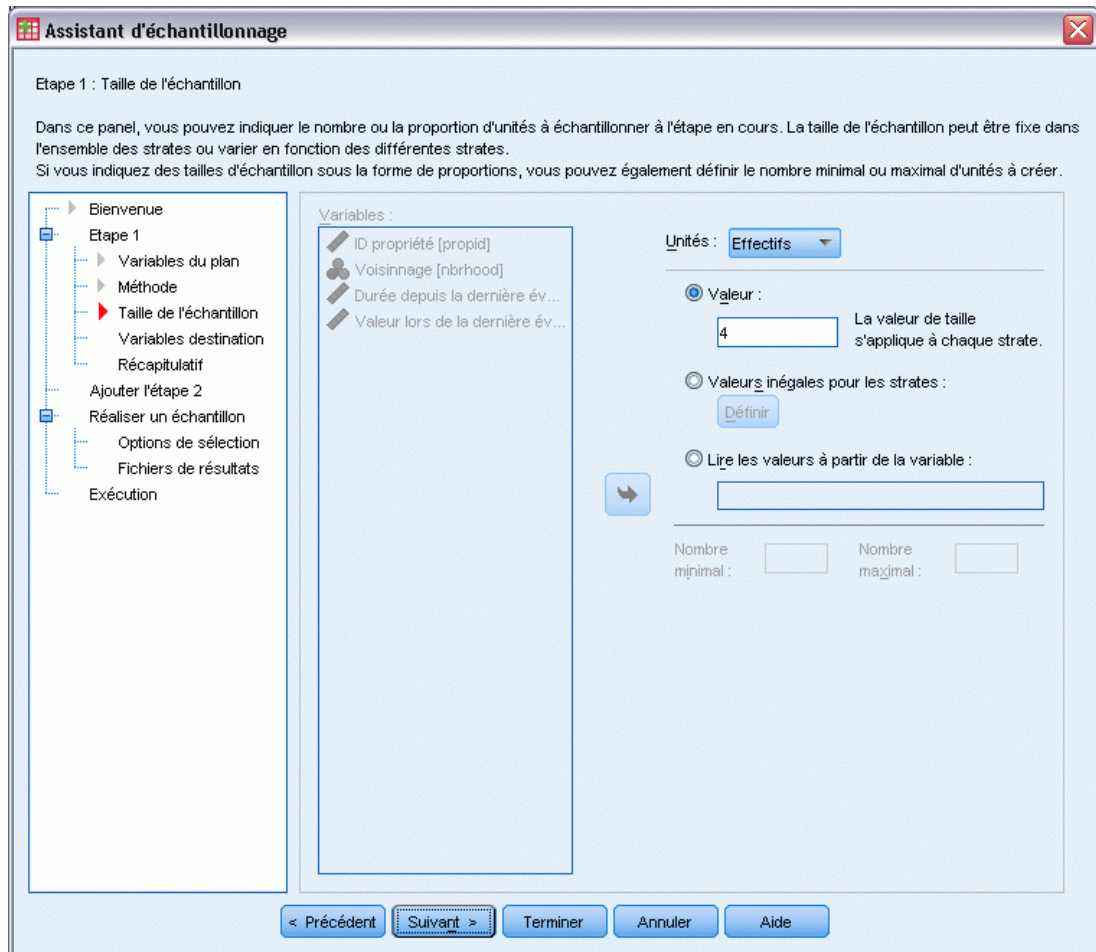 Assistant d'échantillonnage
Etape 1 : Taille de l'échantillon
Dans ce panel, vous pouvez indiquer le nombre ou la proportion d'unités à échantillonner à l'étape en cours. La taille de l'échantillon peut être fixe dans
l'ensemble des strates ou varier en fonction des différentes strates.
Si vous indiquez des tailles d'échantillon sous la forme de proportions, vous pouvez également définir le nombre minimal ou maximal d'unités à créer.
Bienvenue
Etape 1
Variables du plan
Méthode
Taille de l'échantillon
Variables destination
Récapitulatif
Ajouter l'étape 2
Réaliser un échantillon
Options de sélection
Fichiers de résultats
Exécution
Variables :
ID propriété [propid]
Voisinnage [nbrhood]
Durée depuis la dernière év...
Valeur lors de la dernière év...
Unités : Effectifs
Valeur :
4
La valeur de taille
s'applique à chaque strate.
Valeurs inégales pour les strates :
Définir
Lire les valeurs à partir de la variable :
Nombre
minimal :
Nombre
maximal :
< Précédent
Suivant >
Terminer
Annuler
Aide